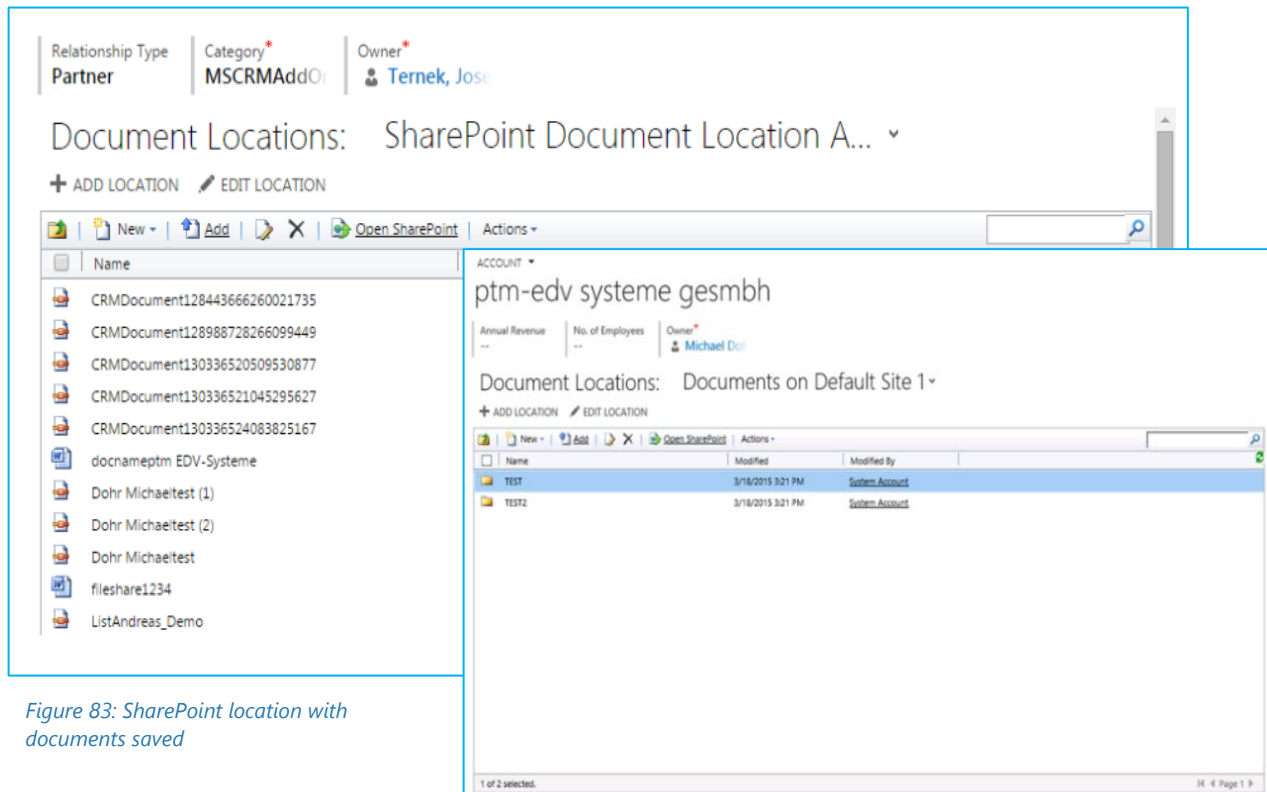 Relationship Type Category* Owner*
Partner MSCRMAddOn Ternek, Jose
Document Locations: SharePoint Document Location A...
ADD LOCATION EDIT LOCATION
New Add Open SharePoint Actions
Name
CRMDocument128443666260021735
CRMDocument128988728266099449
CRMDocument130336520509530877
CRMDocument130336521045295627
CRMDocument130336524083825167
docnameptm EDV-Systeme
Dohr Michaeltest (1)
Dohr Michaeltest (2)
Dohr Michaeltest
fileshare1234
ListAndreas_Demo
Figure 83: SharePoint location with
documents saved
ACCOUNT
ptm-edv systeme gesmbh
Annual Revenue No. of Employees Owner*
-- -- Michael Doh
Document Locations: Documents on Default Site 1
ADD LOCATION EDIT LOCATION
New Add Open SharePoint Actions
Name Modified Modified By
TEST 3/18/2015 3:21 PM System Account
TEST2 3/18/2015 3:21 PM System Account
1 of 2 selected. Page 1